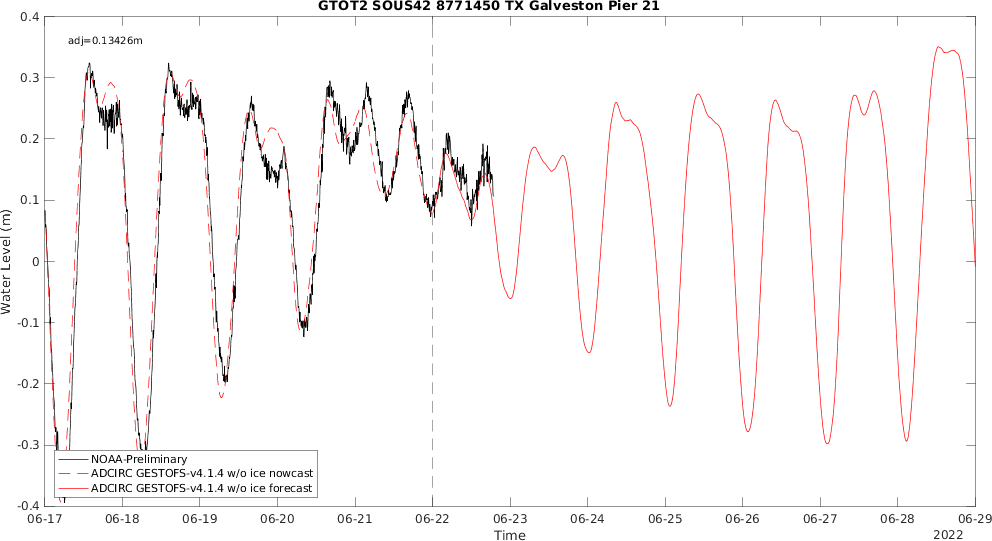 GTOT2 SOUS42 8771450 TX Galveston Pier 21
adj=0.13426m
0.4
0.3
0.2
0.1
0
-0.1
-0.2
-0.3
-0.4
Water Level (m)
NOAA-Preliminary
ADCIRC GESTOFS-v4.1.4 w/o ice nowcast
ADCIRC GESTOFS-v4.1.4 w/o ice forecast
06-17 06-18 06-19 06-20 06-21 06-22 06-23 06-24 06-25 06-26 06-27 06-28 06-29
Time
2022